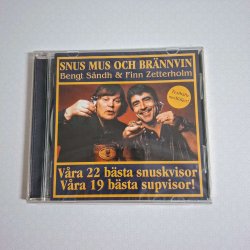 SNUS MUS OCH BRÄNNVIN
Bengt Sändh & Finn Zetterholm
Våra 22 bästa snuskvisor
Våra 19 bästa supvisor!